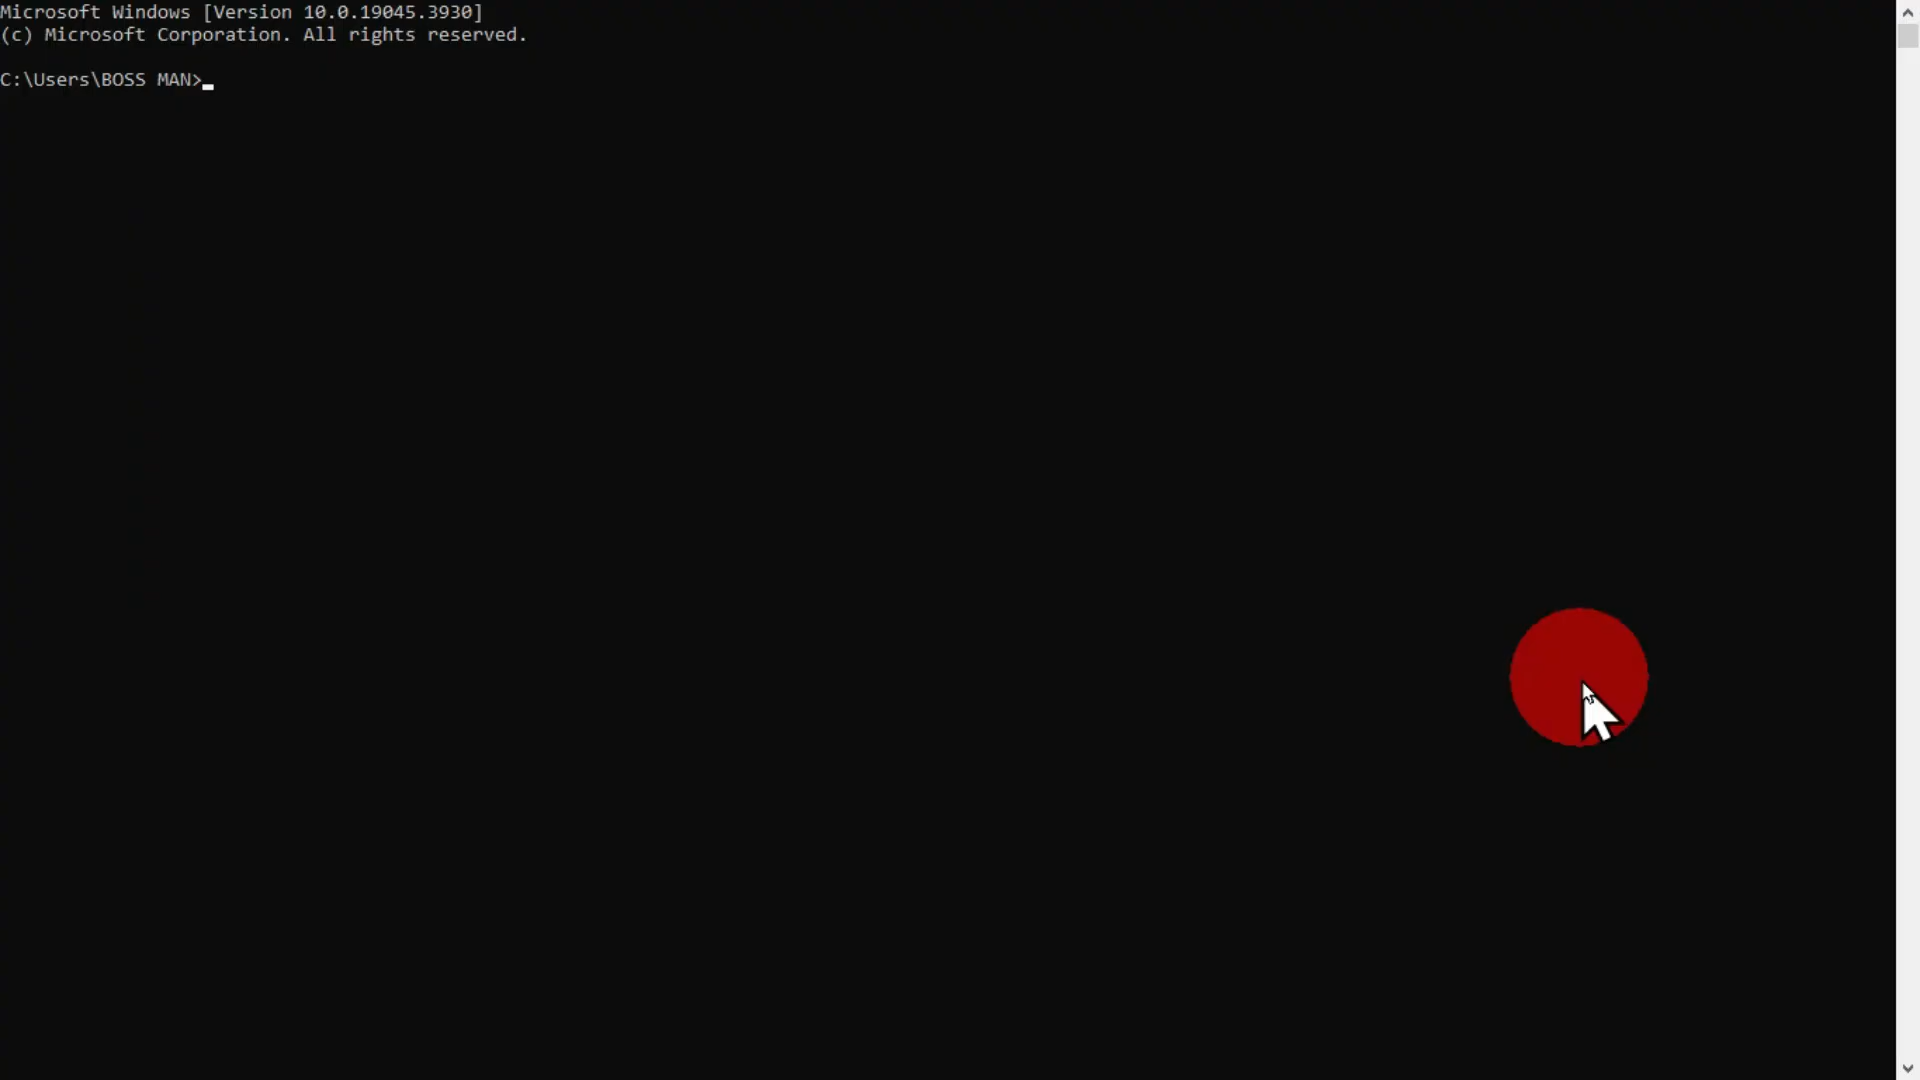 Microsoft Windows [Version 10.0.19045.3930]
(c) Microsoft Corporation. All rights reserved.
C:\Users\BOSS MAN>